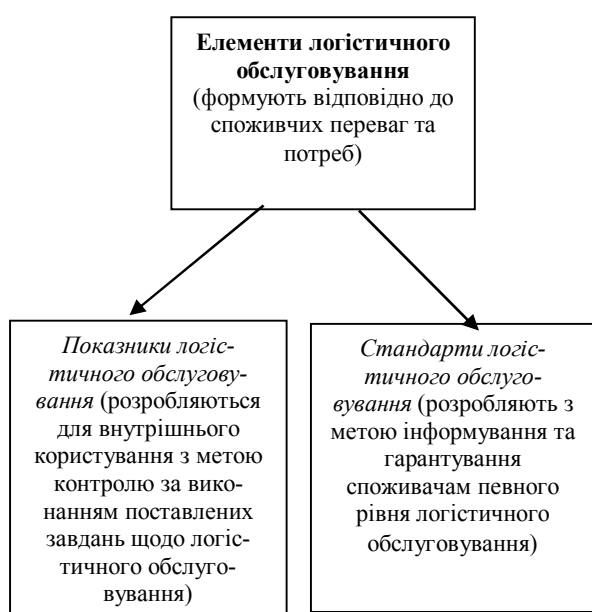 Елементи логістичного
обслуговування
(формують відповідно до
споживчих переваг та
потреб)
Показники логіс-
тичного обслугову-
вання (розробляються
для внутрішнього
користування з метою
контролю за вико-
нанням поставлених
завдань щодо логіс-
тичного обслуго-
вування)
Стандарти логіс-
тичного обслуго-
вування (розробляють з
метою інформування та
гарантування
споживачам певного
рівня логістичного
обслуговування)